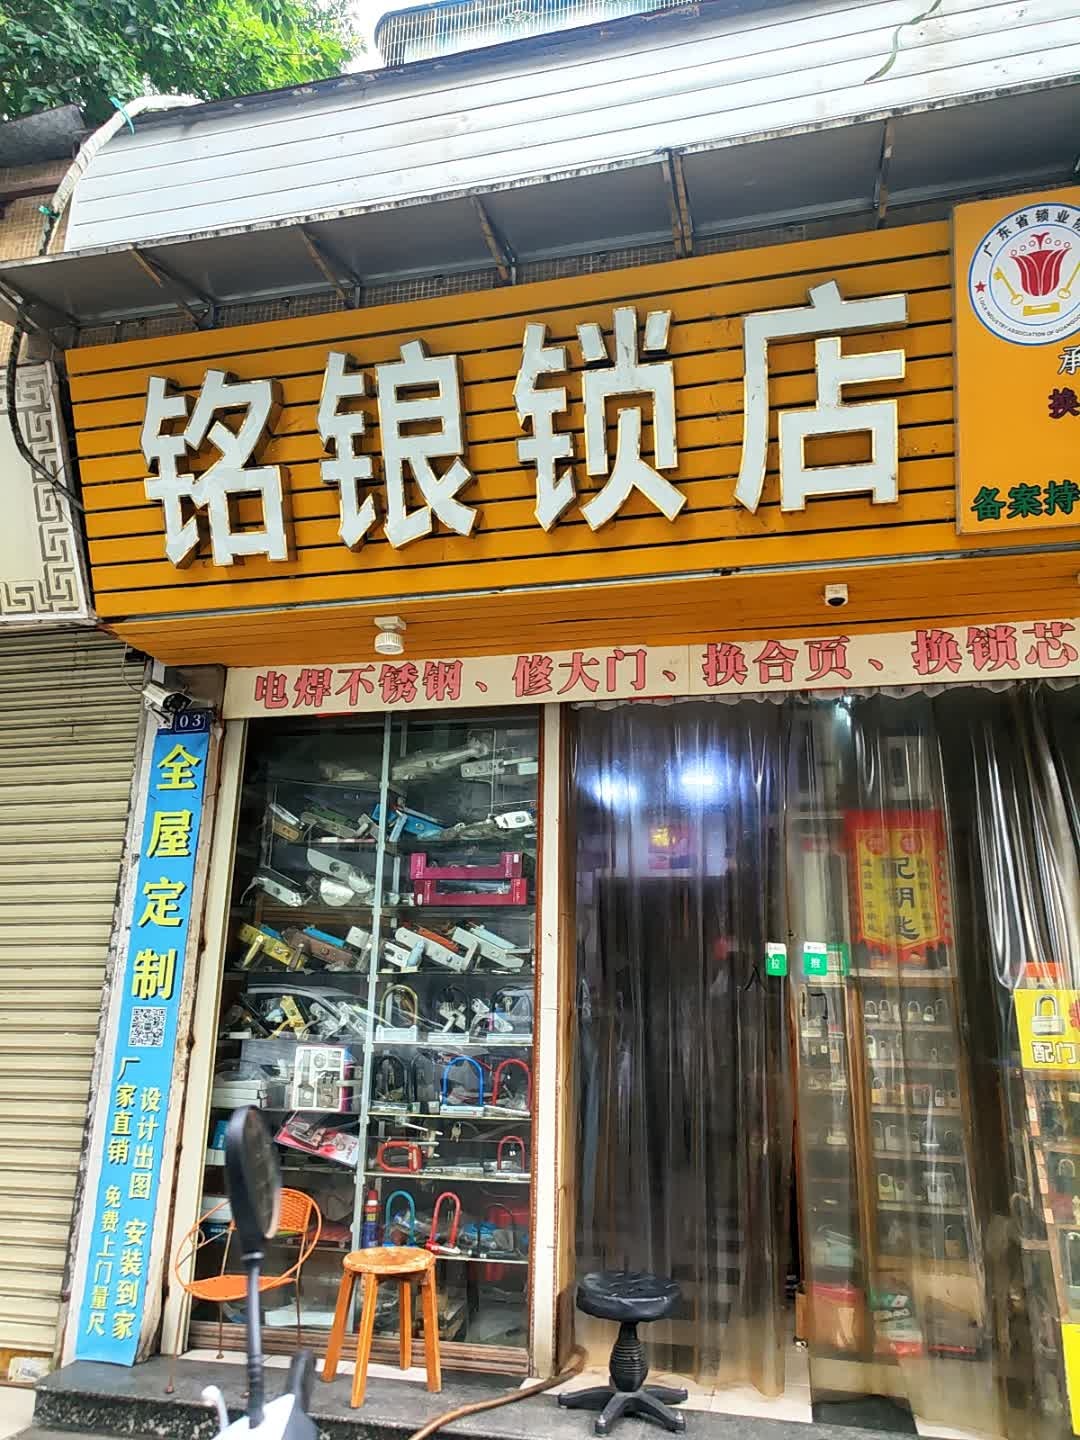 铭锒锁店
广东省锁业
承
换
备案持
电焊不锈钢、修大门、换合页、换锁芯
03
全屋定制
厂家直销
设计出图
免费上门量尺
安装到家
配钥匙
拉
推
入
门
配门